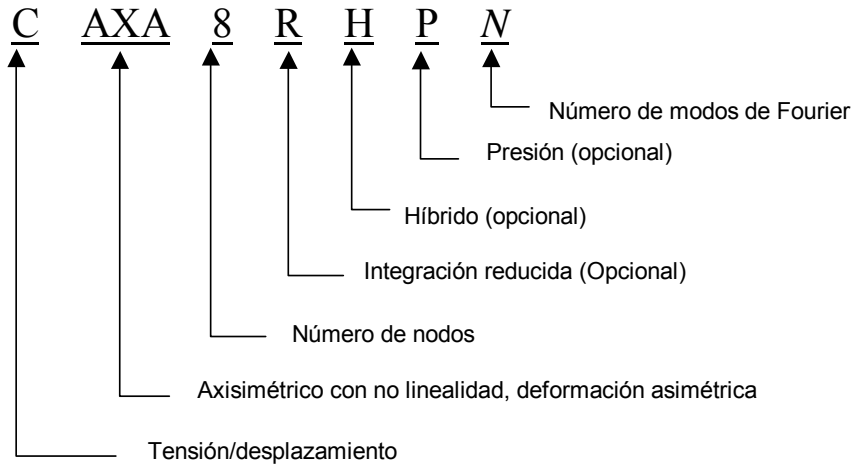 C AXA 8 R H P N
Número de modos de Fourier
Presión (opcional)
Híbrido (opcional)
Integración reducida (Opcional)
Número de nodos
Axisimétrico con no linealidad, deformación asimétrica
Tensión/desplazamiento